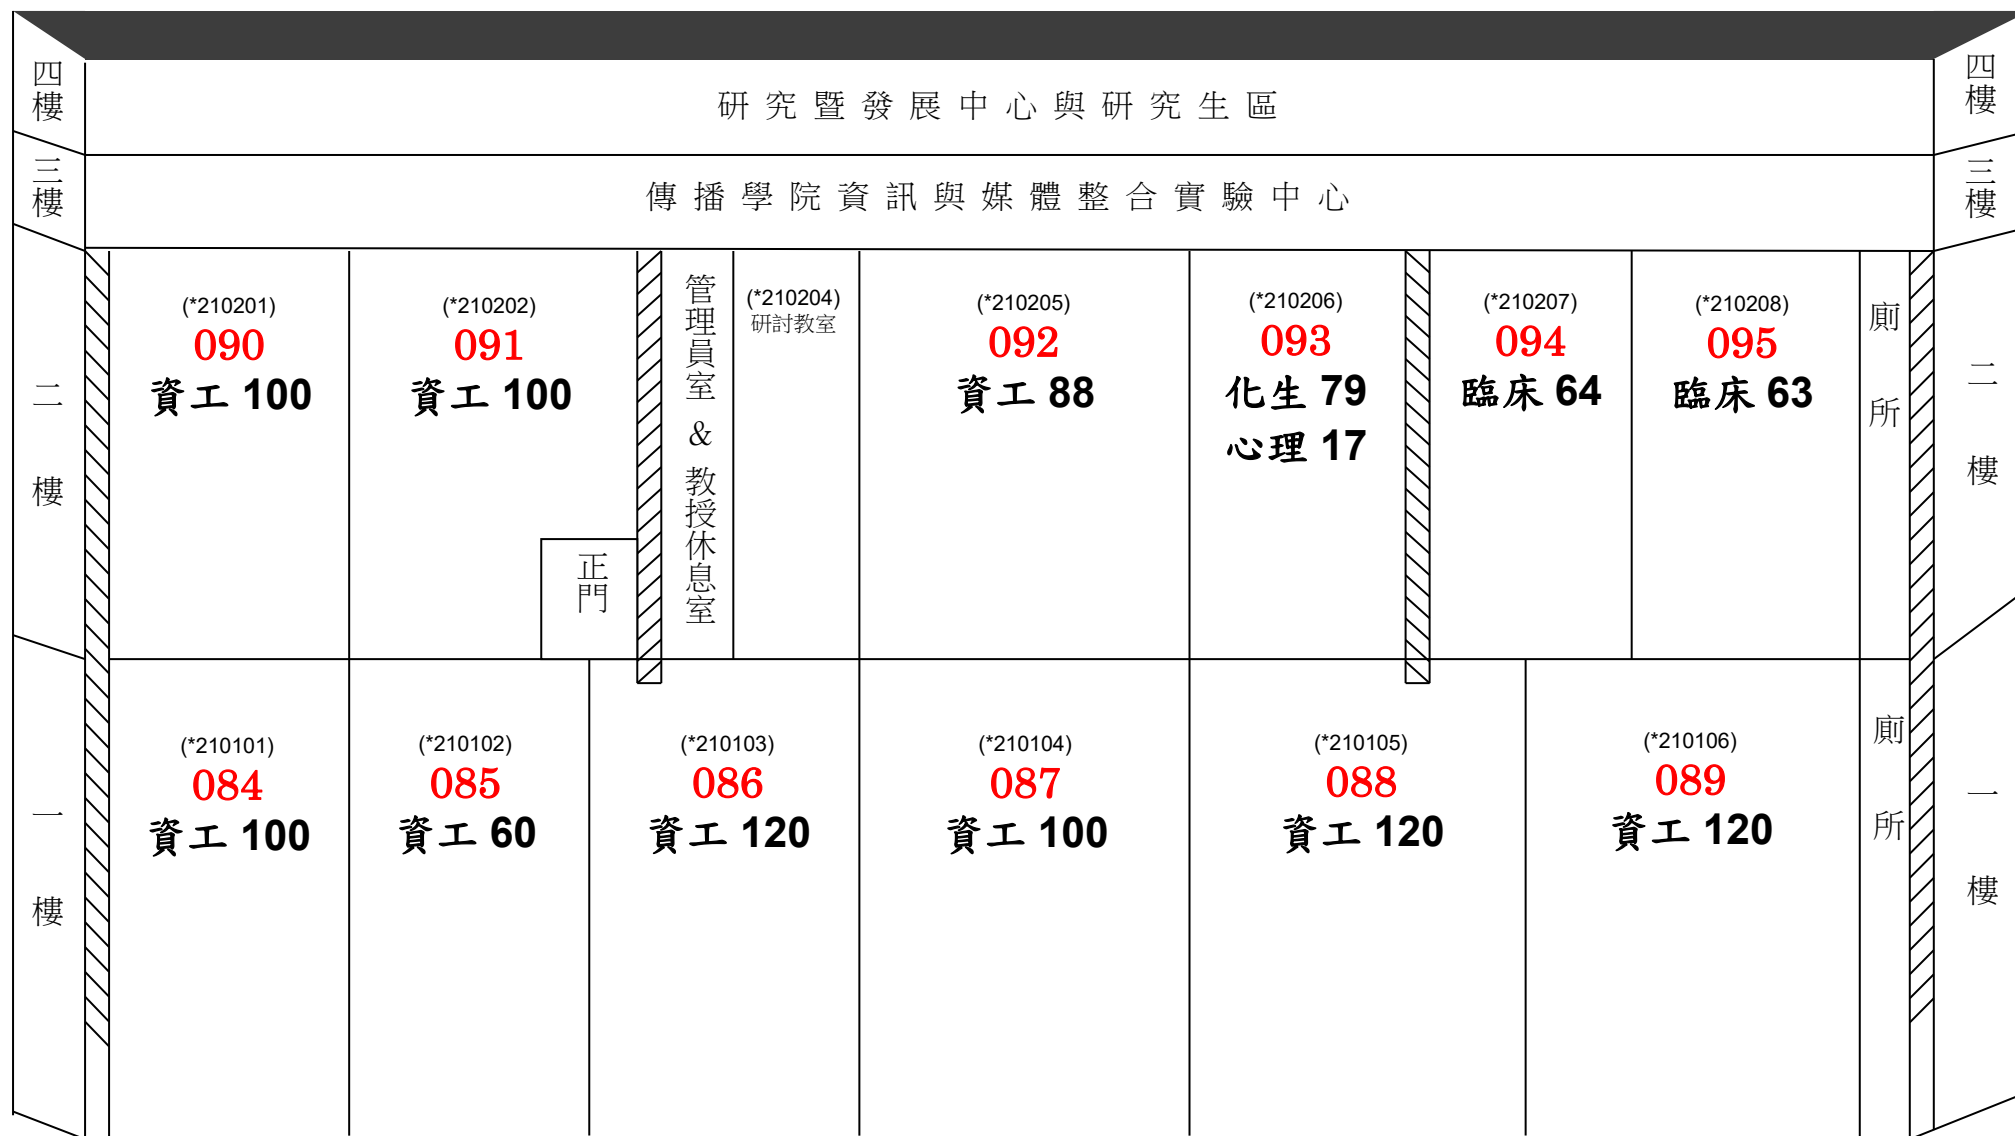 四樓
研究暨發展中心與研究生區
四樓
三樓
傳播學院資訊與媒體整合實驗中心
三樓
二樓
(*210201)
090
資工 100
(*210202)
091
資工 100
正門
管理員室 & 教授休息室
(*210204)
研討教室
(*210205)
092
資工 88
(*210206)
093
化生 79
心理 17
(*210207)
094
臨床 64
(*210208)
095
臨床 63
廁所
二樓
一樓
(*210101)
084
資工 100
(*210102)
085
資工 60
(*210103)
086
資工 120
(*210104)
087
資工 100
(*210105)
088
資工 120
(*210106)
089
資工 120
廁所
一樓